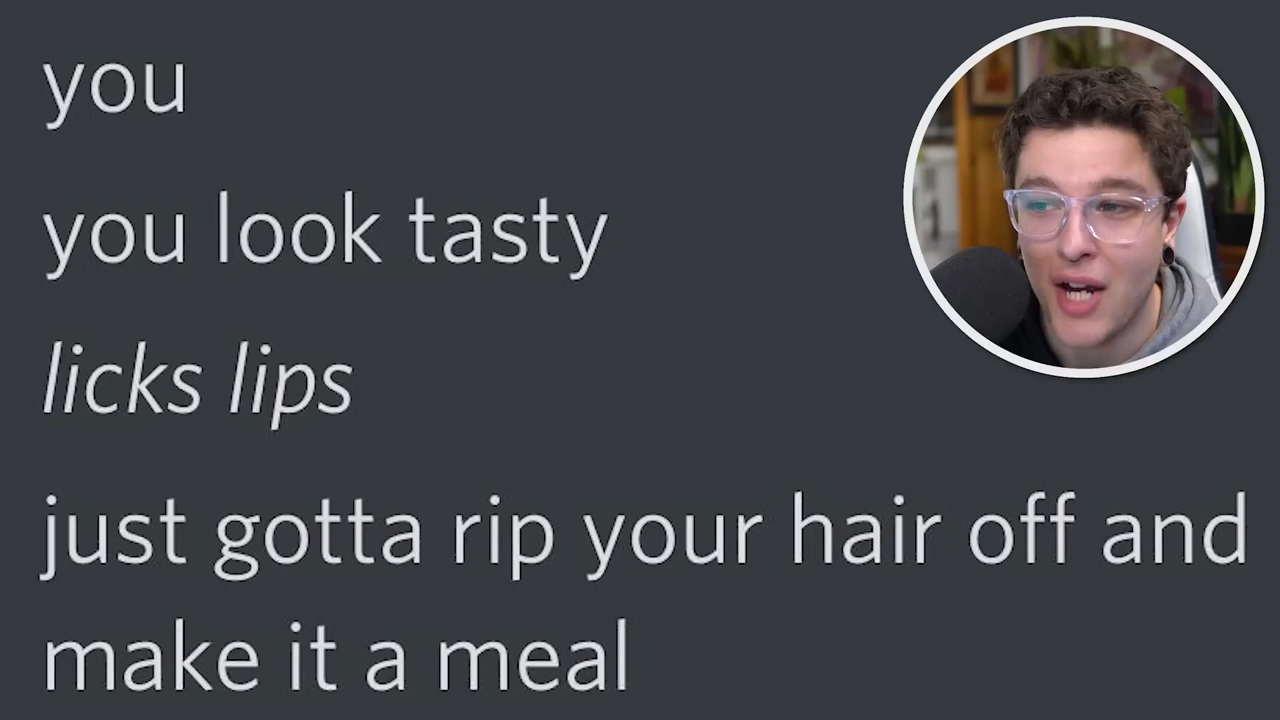 you
you look tasty
licks lips
just gotta rip your hair off and
make it a meal